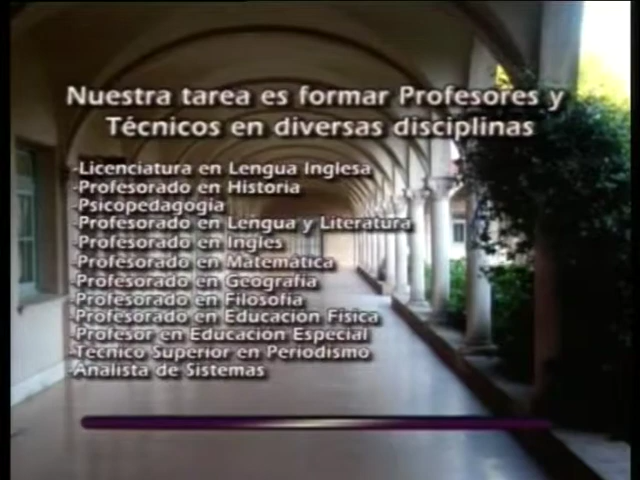 Nuestra tarea es formar Profesores y
Técnicos en diversas disciplinas
-Licenciatura en Lengua Inglesa
-Profesorado en Historia
-Psicopedagogía
-Profesorado en Lengua y Literatura
-Profesorado en Ingles
-Profesorado en Matemática
-Profesorado en Geografía
-Profesorado en Filosofía
-Profesorado en Educación Física
-Profesor en Educación Especial
-Técnico Superior en Periodismo
-Analista de Sistemas